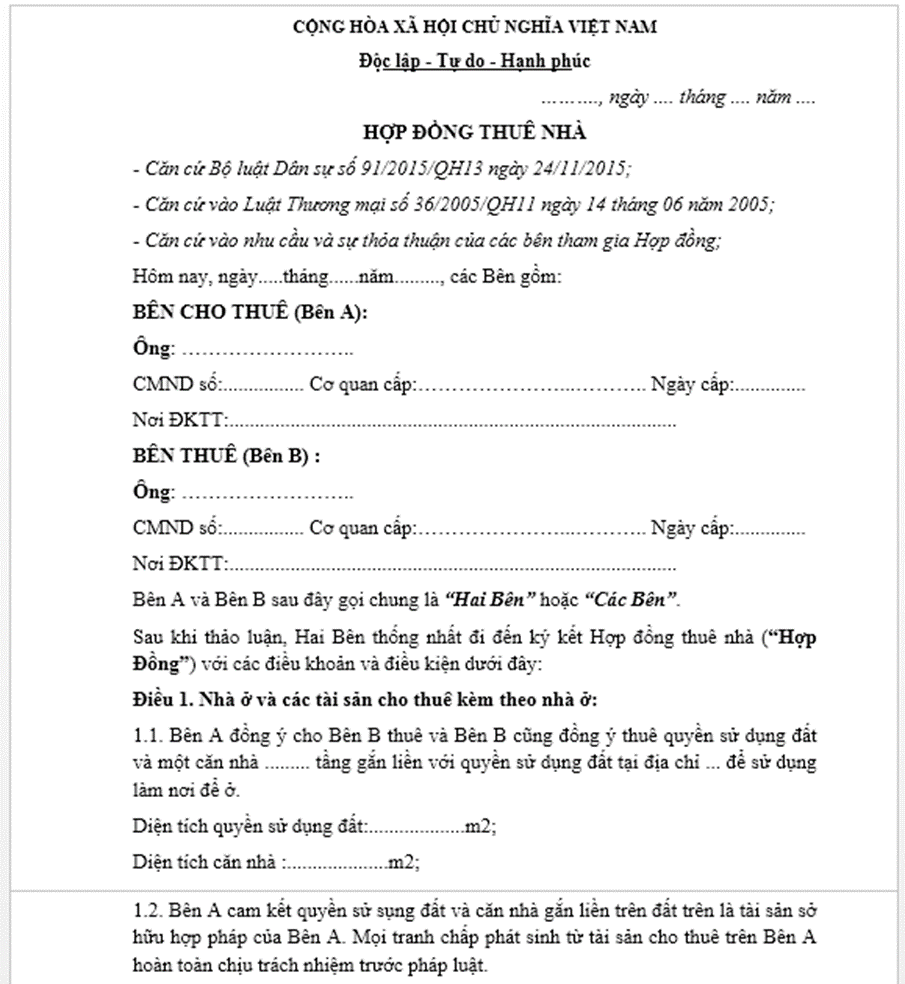 CỘNG HÒA XÃ HỘI CHỦ NGHĨA VIỆT NAM
Độc lập - Tự do - Hạnh phúc
………., ngày .... tháng .... năm ....
HỢP ĐỒNG THUÊ NHÀ
- Căn cứ Bộ luật Dân sự số 91/2015/QH13 ngày 24/11/2015;
- Căn cứ vào Luật Thương mại số 36/2005/QH11 ngày 14 tháng 06 năm 2005;
- Căn cứ vào nhu cầu và sự thỏa thuận của các bên tham gia Hợp đồng;
Hôm nay, ngày.....tháng......năm........., các Bên gồm:
BÊN CHO THUÊ (Bên A):
Ông: ……………………..
CMND số:................ Cơ quan cấp:…………………..………… Ngày cấp:..............
Nơi ĐKTT:.........................................................................................
BÊN THUÊ (Bên B) :
Ông: ……………………..
CMND số:................ Cơ quan cấp:…………………..………… Ngày cấp:..............
Nơi ĐKTT:.........................................................................................
Bên A và Bên B sau đây gọi chung là “Hai Bên” hoặc “Các Bên”.
Sau khi thảo luận, Hai Bên thống nhất đi đến ký kết Hợp đồng thuê nhà (“Hợp
Đồng”) với các điều khoản và điều kiện dưới đây:
Điều 1. Nhà ở và các tài sản cho thuê kèm theo nhà ở:
1.1. Bên A đồng ý cho Bên B thuê và Bên B cũng đồng ý thuê quyền sử dụng đất
và một căn nhà ......... tầng gắn liền với quyền sử dụng đất tại địa chỉ ... để sử dụng
làm nơi để ở.
Diện tích quyền sử dụng đất:...................m2;
Diện tích căn nhà :....................m2;
1.2. Bên A cam kết quyền sử sụng đất và căn nhà gắn liền trên đất trên là tài sản sở
hữu hợp pháp của Bên A. Mọi tranh chấp phát sinh từ tài sản cho thuê trên Bên A
hoàn toàn chịu trách nhiệm trước pháp luật.